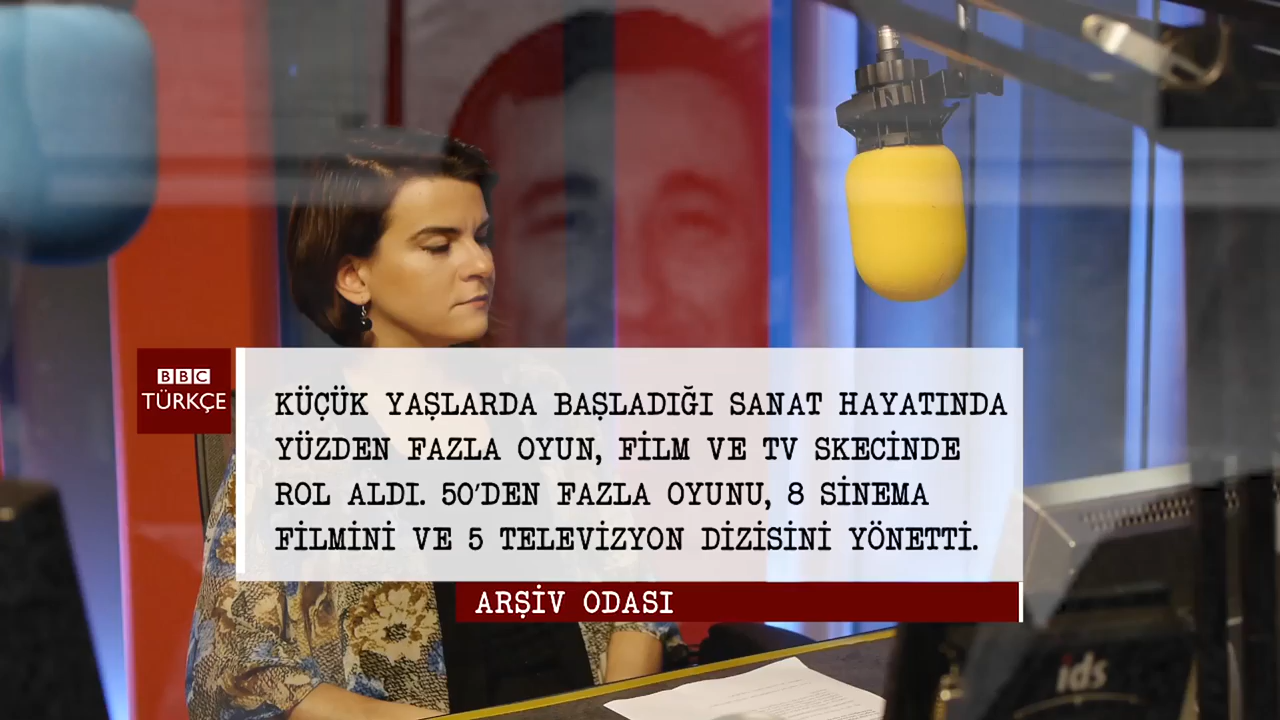 BBC
TÜRKÇE
KÜÇÜK YAŞLARDA BAŞLADIĞI SANAT HAYATINDA
YÜZDEN FAZLA OYUN, FİLM VE TV SKECİNDE
ROL ALDI. 50'DEN FAZLA OYUNU, 8 SİNEMA
FİLMİNİ VE 5 TELEVİZYON DİZİSİNİ YÖNETTİ.
ARŞİV ODASI
ids